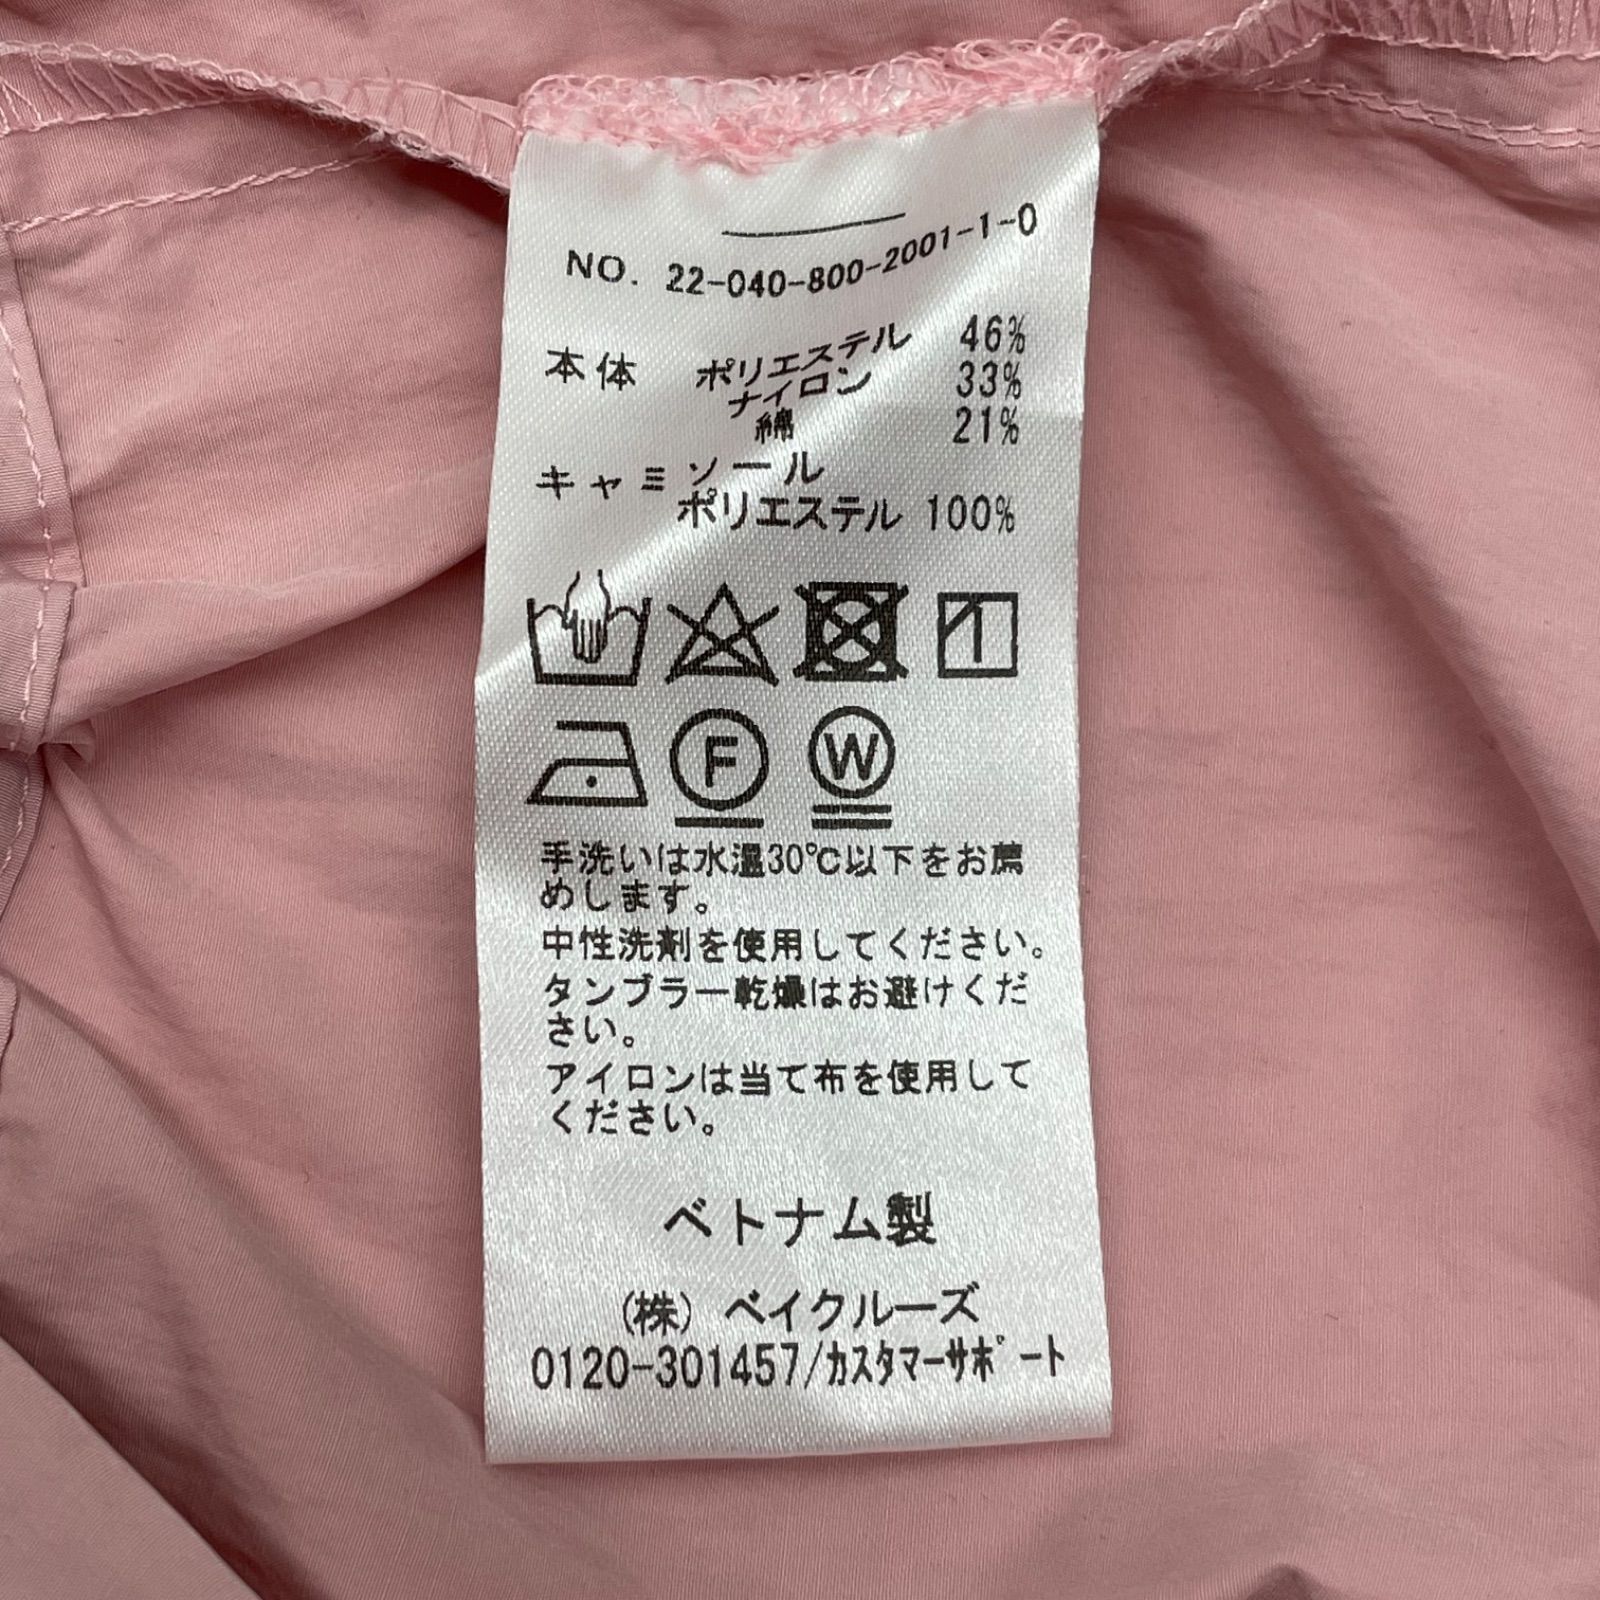 NO. 22-040-800-2001-1-0
本体 ポリエステル 46%
ナイロン 33%
綿 21%
キャミソール
ポリエステル 100%
F W
手洗いは水温30℃以下をお薦
めします。
中性洗剤を使用してください。
タンブラー乾燥はお避けくだ
さい。
アイロンは当て布を使用して
ください。
ベトナム製
(株) ベイクルーズ
0120-301457/カスタマーサポート